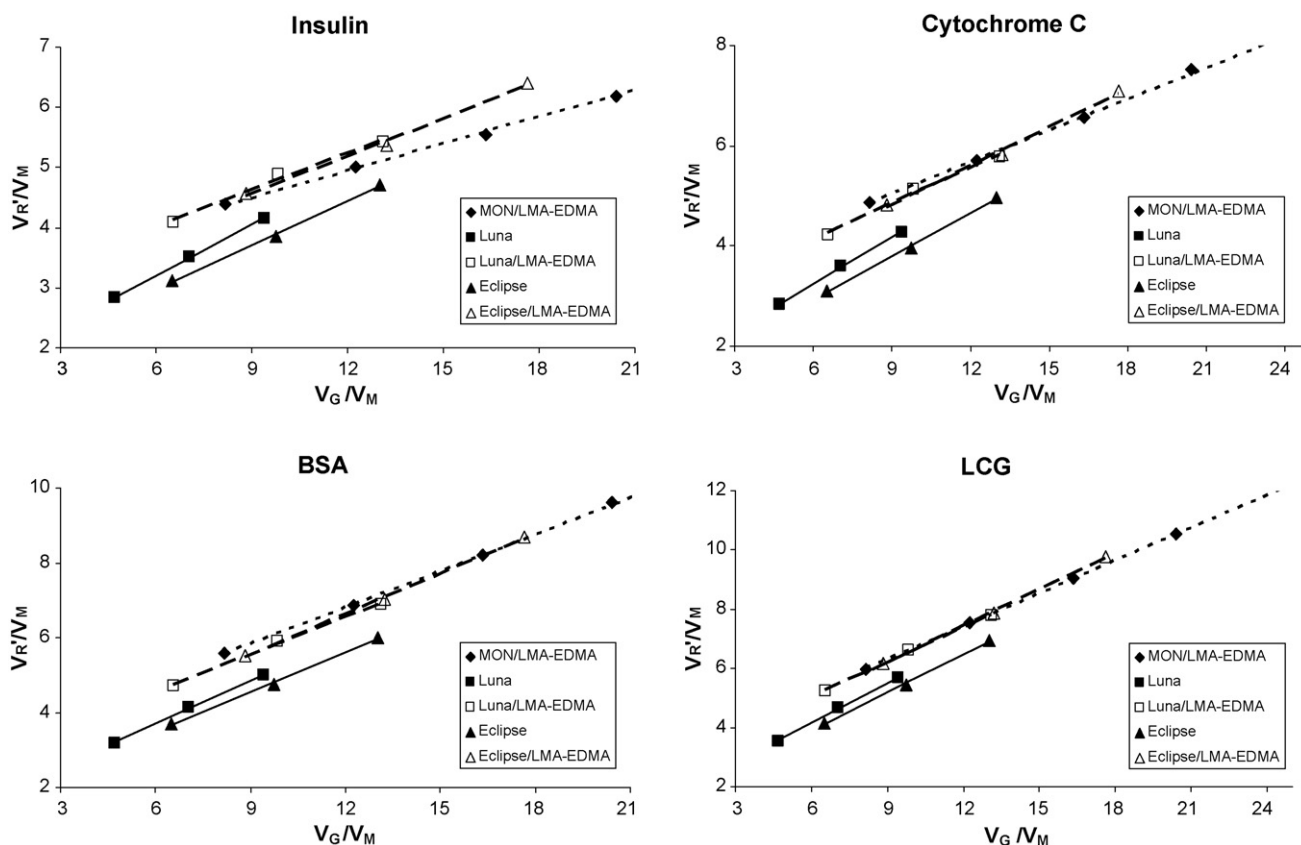 Insulin
7
6
5
4
3
2
V_R'/V_M
3 6 9 12 15 18 21
V_G/V_M
MON/LMA-EDMA
Luna
Luna/LMA-EDMA
Eclipse
Eclipse/LMA-EDMA
Cytochrome C
8
6
4
2
V_R'/V_M
3 6 9 12 15 18 21 24
V_G/V_M
MON/LMA-EDMA
Luna
Luna/LMA-EDMA
Eclipse
Eclipse/LMA-EDMA
BSA
10
8
6
4
2
V_R'/V_M
3 6 9 12 15 18 21
V_G/V_M
MON/LMA-EDMA
Luna
Luna/LMA-EDMA
Eclipse
Eclipse/LMA-EDMA
LCG
12
10
8
6
4
2
V_R'/V_M
3 6 9 12 15 18 21 24
V_G/V_M
MON/LMA-EDMA
Luna
Luna/LMA-EDMA
Eclipse
Eclipse/LMA-EDMA